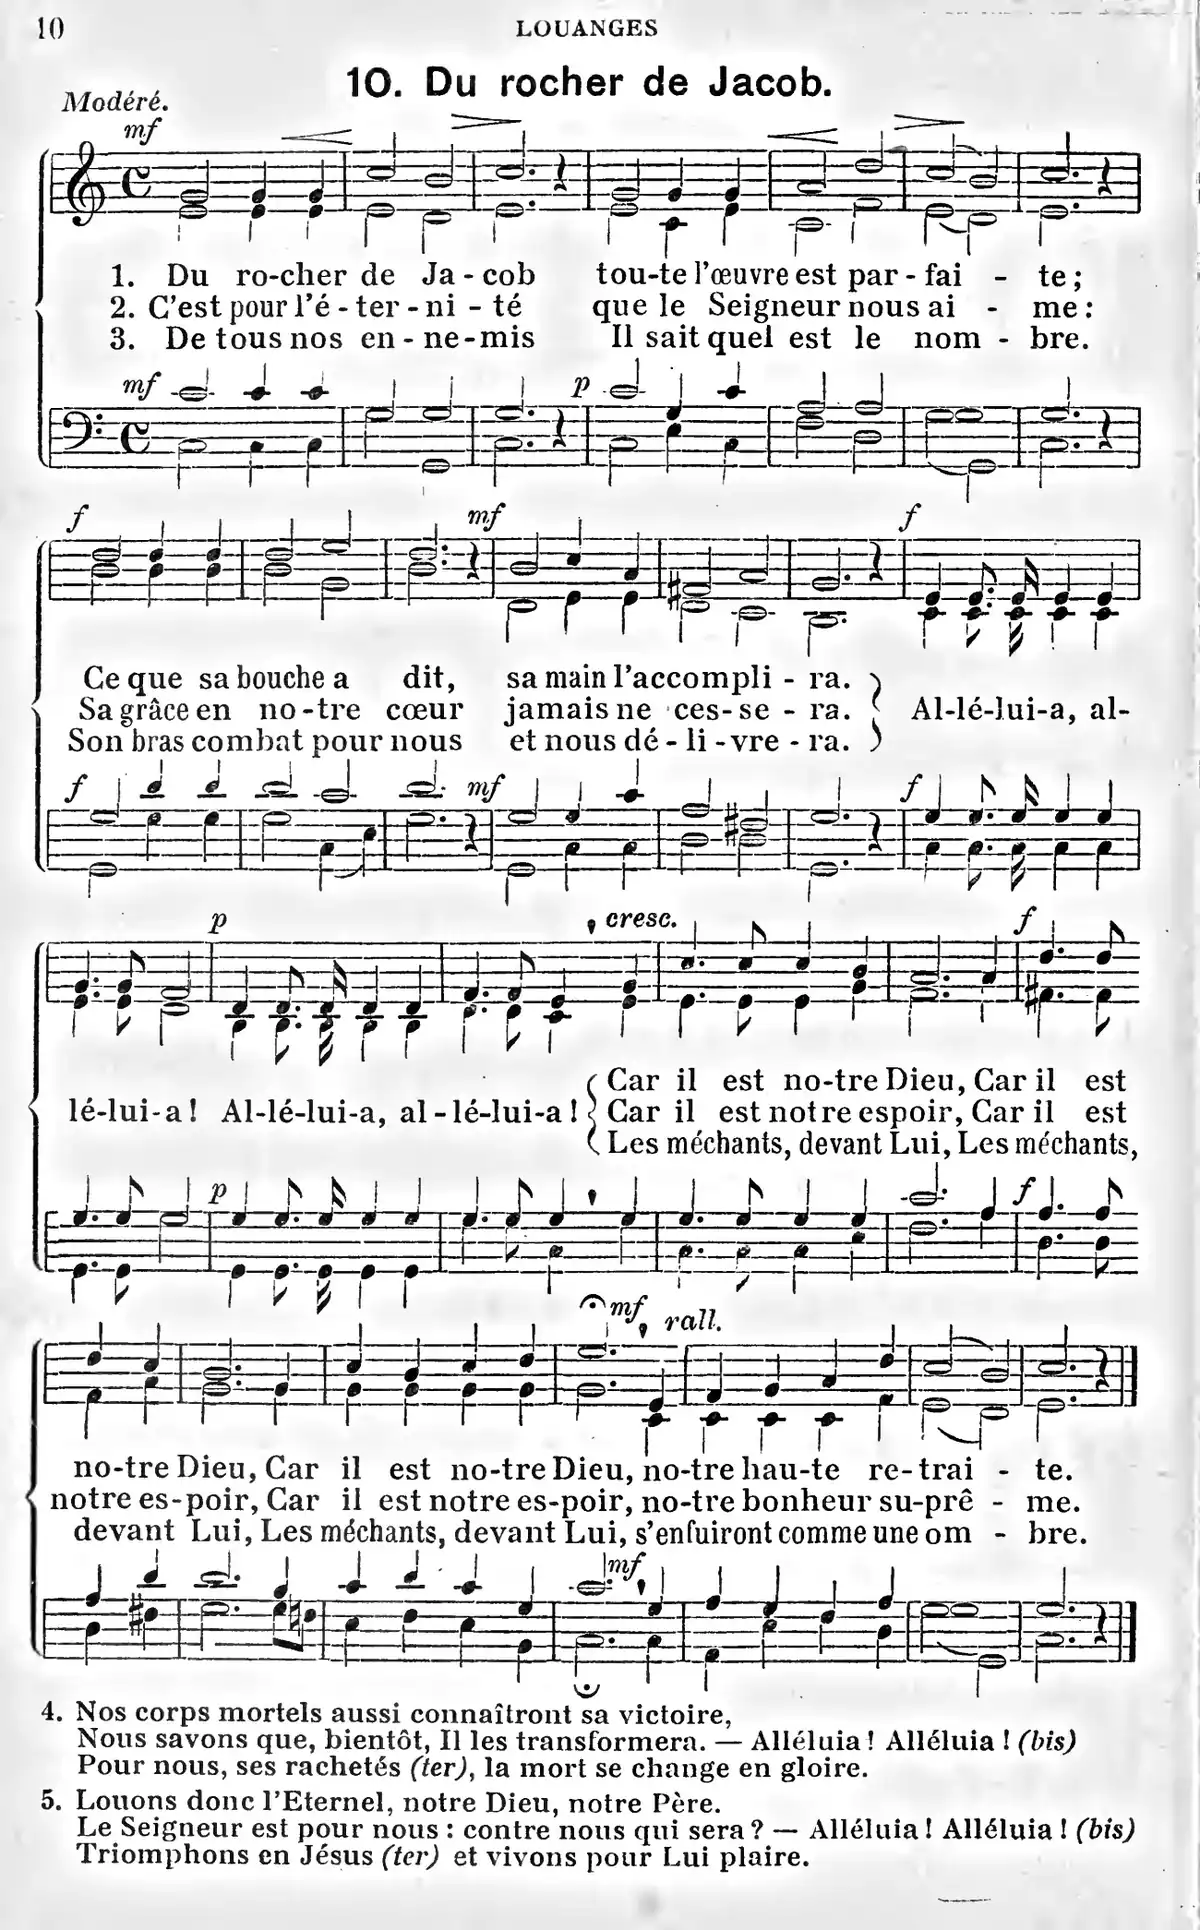 10
LOUANGES
10. Du rocher de Jacob.
Modéré.
mf
1. Du ro-cher de Ja - cob tou-te l'œuvre est par - fai - te ;
2. C'est pour l'é - ter - ni - té que le Seigneur nous ai - me :
3. De tous nos en - ne - mis Il sait quel est le nom - bre.
mf p
f mf f
Ce que sa bouche a dit, sa main l'accompli - ra.
Sa grâce en no-tre cœur jamais ne ces- se - ra. Al-lé-lui-a, al-
Son bras combat pour nous et nous dé - li - vre - ra.
f mf f
p cresc. f
Car il est no-tre Dieu, Car il est
lé-lui-a! Al-lé-lui-a, al - lé-lui-a! Car il est notre espoir, Car il est
Les méchants, devant Lui, Les méchants,
p f
mf rall.
no-tre Dieu, Car il est no-tre Dieu, no-tre hau-te re-trai - te.
notre es-poir, Car il est notre es-poir, no-tre bonheur su-prê - me.
devant Lui, Les méchants, devant Lui, s'enfuiront comme une om - bre.
mf
4. Nos corps mortels aussi connaîtront sa victoire,
Nous savons que, bientôt, Il les transformera. — Alléluia ! Alléluia ! (bis)
Pour nous, ses rachetés (ter), la mort se change en gloire.
5. Louons donc l'Eternel, notre Dieu, notre Père.
Le Seigneur est pour nous : contre nous qui sera ? — Alléluia ! Alléluia ! (bis)
Triomphons en Jésus (ter) et vivons pour Lui plaire.